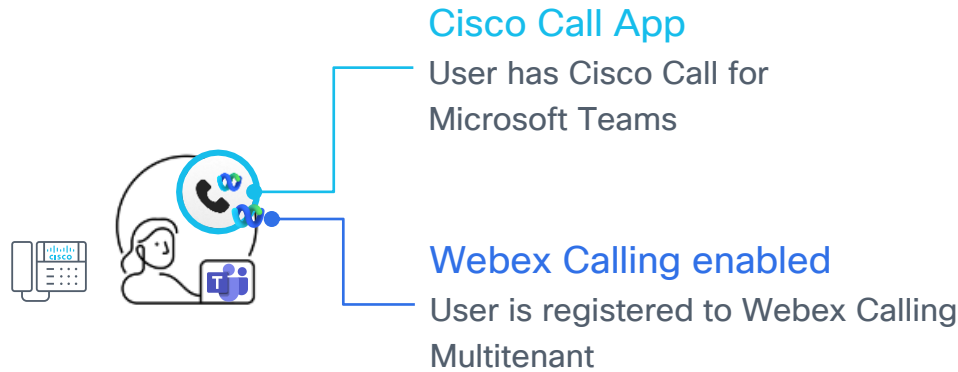 Cisco Call App
User has Cisco Call for
Microsoft Teams
CISCO
T
Webex Calling enabled
User is registered to Webex Calling
Multitenant